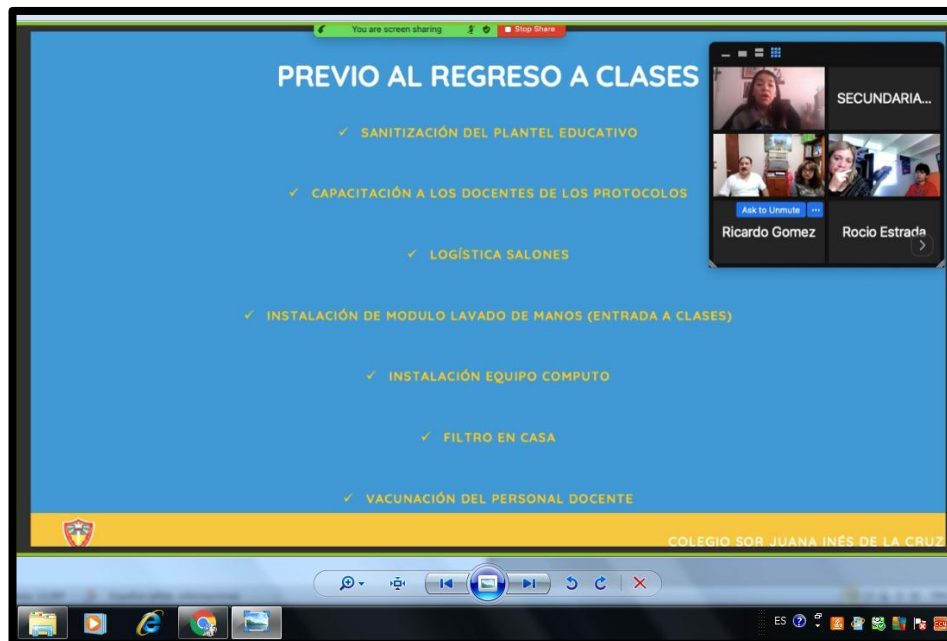 You are screen sharing
Stop Share
PREVIO AL REGRESO A CLASES
SECUNDARIA...
✓ SANITIZACIÓN DEL PLANTEL EDUCATIVO
✓ CAPACITACIÓN A LOS DOCENTES DE LOS PROTOCOLOS
Ask to Unmute
Ricardo Gomez
Rocio Estrada
✓ LOGÍSTICA SALONES
✓ INSTALACIÓN DE MODULO LAVADO DE MANOS (ENTRADA A CLASES)
✓ INSTALACIÓN EQUIPO COMPUTO
✓ FILTRO EN CASA
✓ VACUNACIÓN DEL PERSONAL DOCENTE
COLEGIO SOR JUANA INÉS DE LA CRUZ
ES